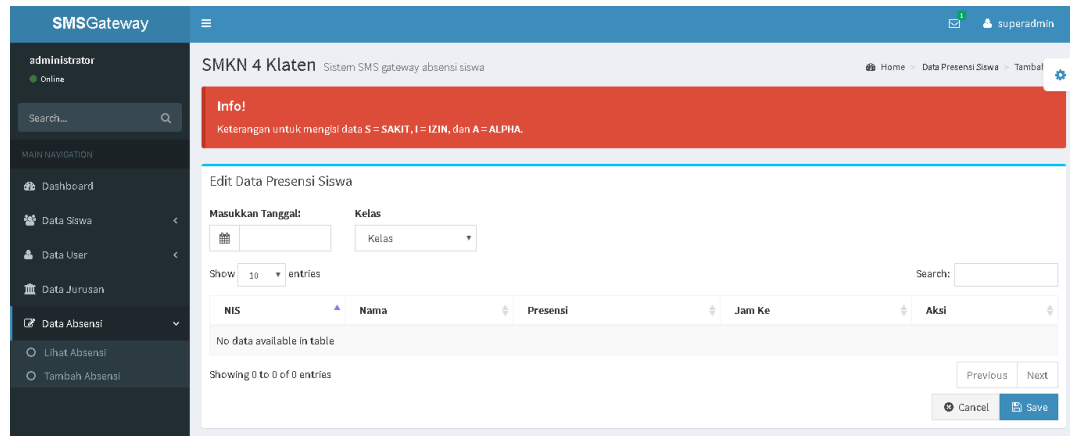 SMSGateway
1
superadmin
administrator
Online
SMKN 4 Klaten Sistem SMS gateway absensi siswa
Home > Data Presensi Siswa > Tambah
Search...
Info!
Keterangan untuk mengisi data S = SAKIT, I = IZIN, dan A = ALPHA.
MAIN NAVIGATION
Dashboard
Data Siswa
Data User
Data Jurusan
Data Absensi
Lihat Absensi
Tambah Absensi
Edit Data Presensi Siswa
Masukkan Tanggal: Kelas
Kelas
Show 10 entries Search:
NIS Nama Presensi Jam Ke Aksi
No data available in table
Showing 0 to 0 of 0 entries
Previous Next
Cancel Save